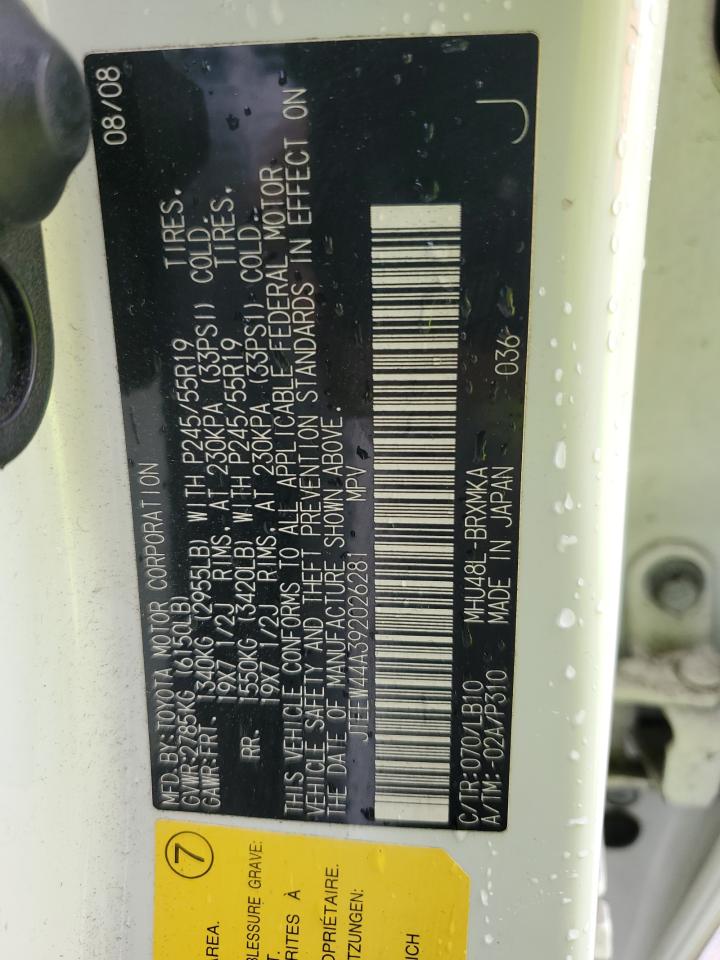 MFD.BY:TOYOTA MOTOR CORPORATION 08/08
GVWR:2785KG (6150LB)
GAWR:FRT. 1340KG (2955LB) WITH P245/55R19 TIRES,
19X7 1/2J RIMS, AT 230KPA (33PSI) COLD.
RR. 1550KG (3420LB) WITH P245/55R19 TIRES,
19X7 1/2J RIMS, AT 230KPA (33PSI) COLD.
THIS VEHICLE CONFORMS TO ALL APPLICABLE FEDERAL MOTOR
VEHICLE SAFETY AND THEFT PREVENTION STANDARDS IN EFFECT ON
THE DATE OF MANUFACTURE SHOWN ABOVE.
JTEEW44A392026281 MPV
C/TR:070/LB10 MHU48L-BRXMKA
A/TM:-02A/P310 MADE IN JAPAN 036 J
7
AREA.
BLESSURE GRAVE:
T.
RITES À
OPRIÉTAIRE.
TZUNGEN:
ICH